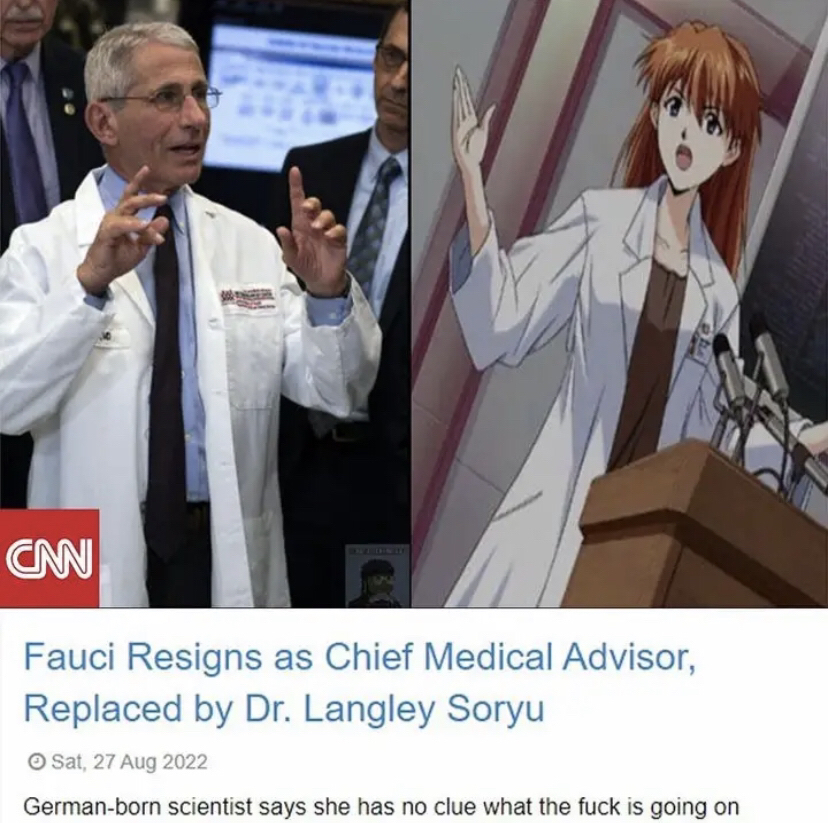 CNN
Fauci Resigns as Chief Medical Advisor,
Replaced by Dr. Langley Soryu
Sat, 27 Aug 2022
German-born scientist says she has no clue what the fuck is going on